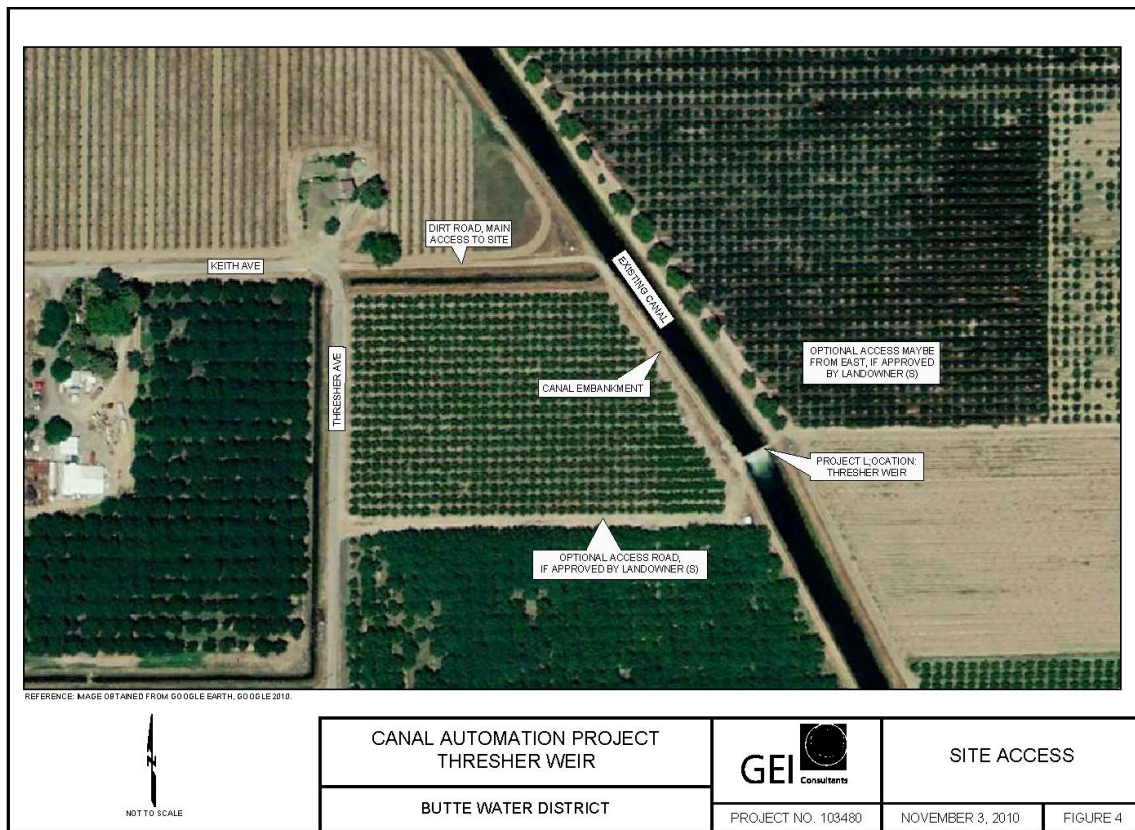 DIRT ROAD, MAIN
ACCESS TO SITE
KEITH AVE
EXISTING CANAL
THRESHER AVE
OPTIONAL ACCESS MAYBE
FROM EAST, IF APPROVED
BY LANDOWNER (S)
CANAL EMBANKMENT
PROJECT L;OCATION:
THRESHER WEIR
OPTIONAL ACCESS ROAD,
IF APPROVED BY LANDOWNER (S)
REFERENCE: IMAGE OBTAINED FROM GOOGLE EARTH, GOOGLE 2010.
N
NOT TO SCALE
CANAL AUTOMATION PROJECT
THRESHER WEIR
BUTTE WATER DISTRICT
GEI Consultants
PROJECT NO. 103480
SITE ACCESS
NOVEMBER 3, 2010
FIGURE 4